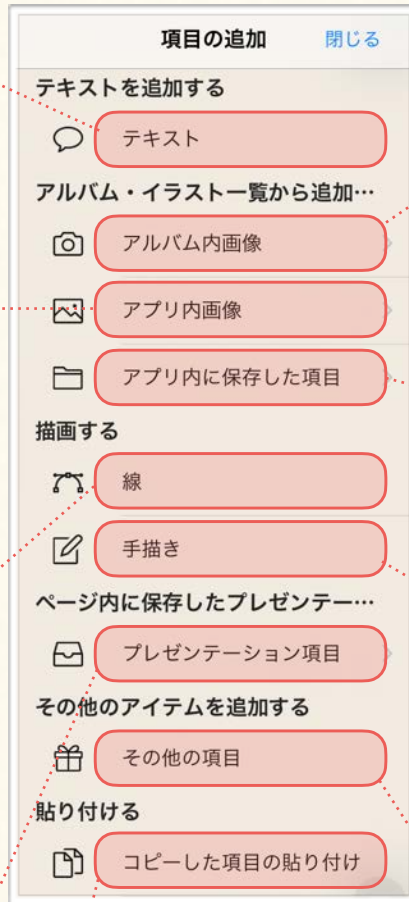 項目の追加 閉じる
テキストを追加する
テキスト
アルバム・イラスト一覧から追加…
アルバム内画像
アプリ内画像
アプリ内に保存した項目
描画する
線
手描き
ページ内に保存したプレゼンテー…
プレゼンテーション項目
その他のアイテムを追加する
その他の項目
貼り付ける
コピーした項目の貼り付け